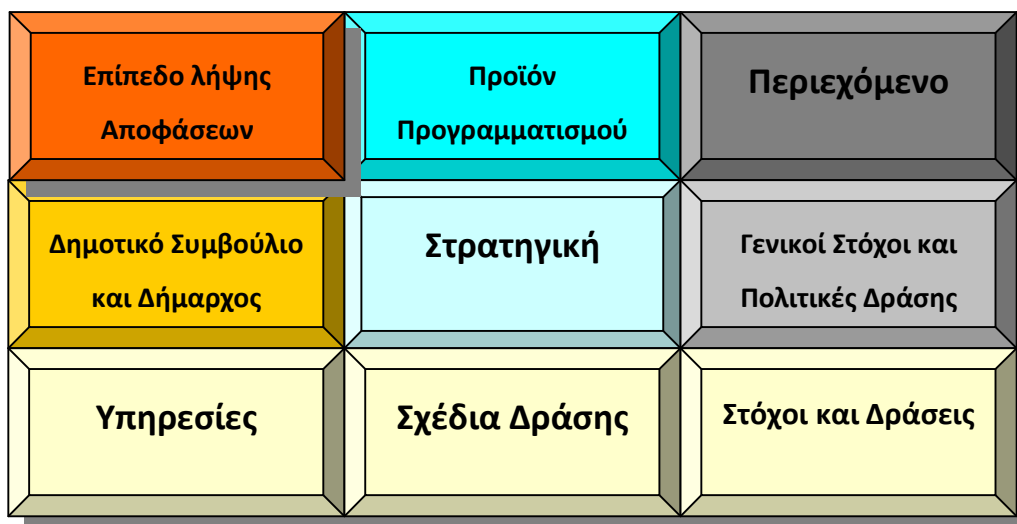 Επίπεδο λήψης
Αποφάσεων
Προϊόν
Προγραμματισμού
Περιεχόμενο
Δημοτικό Συμβούλιο
και Δήμαρχος
Στρατηγική
Γενικοί Στόχοι και
Πολιτικές Δράσης
Υπηρεσίες
Σχέδια Δράσης
Στόχοι και Δράσεις